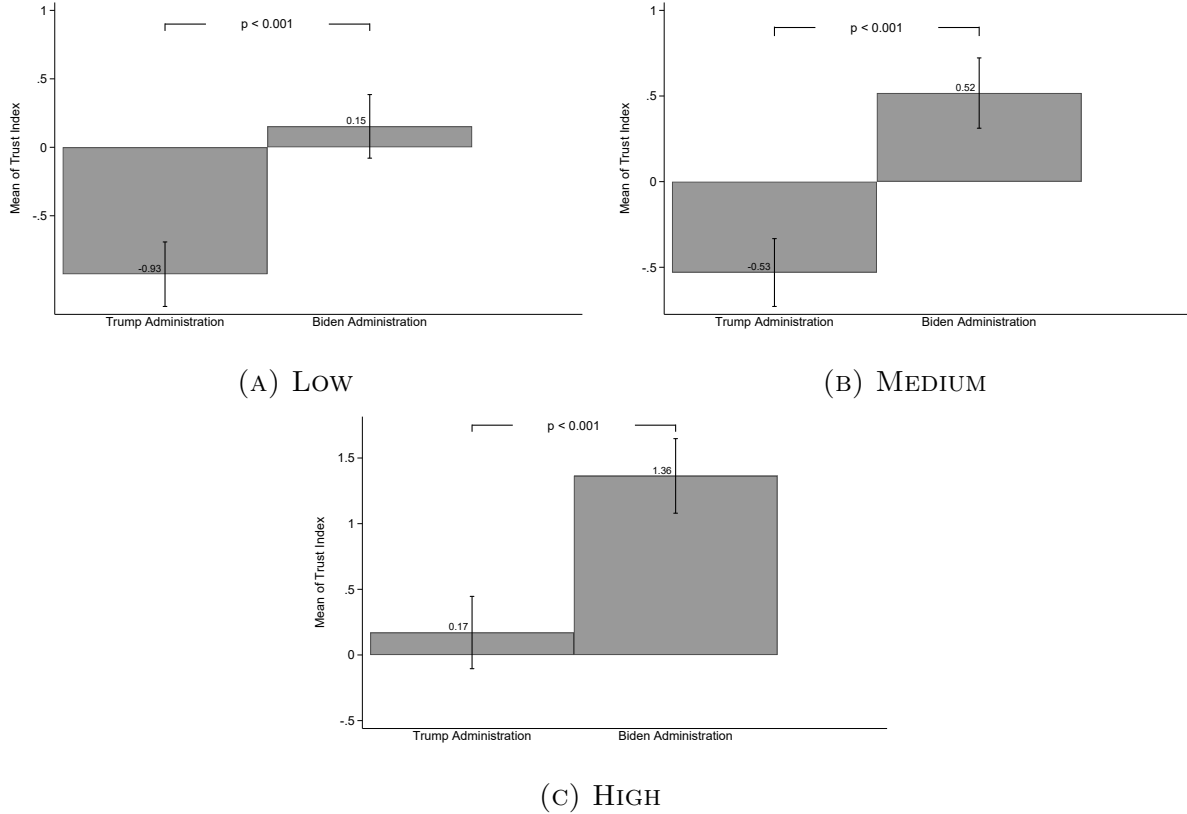 p < 0.001
1
.5
0
-.5
Mean of Trust Index
0.15
-0.93
Trump Administration
Biden Administration
(A) LOW
p < 0.001
1
.5
0
-.5
Mean of Trust Index
0.52
-0.53
Trump Administration
Biden Administration
(B) MEDIUM
p < 0.001
1.5
1
.5
0
-.5
Mean of Trust Index
1.36
0.17
Trump Administration
Biden Administration
(C) HIGH